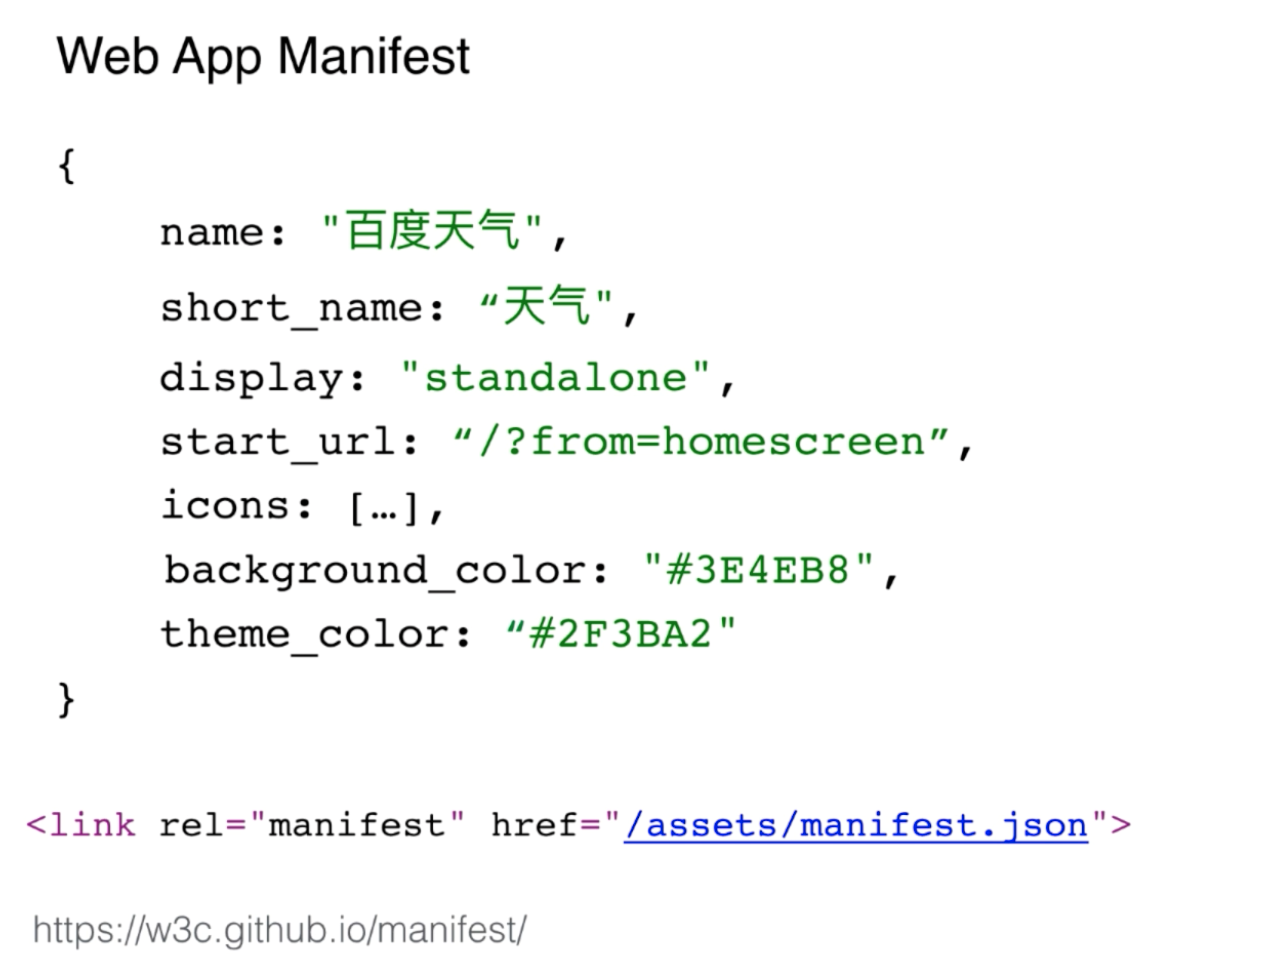 Web App Manifest
{
name: "百度天气",
short_name: “天气",
display: "standalone",
start_url: “/?from=homescreen”,
icons: […],
background_color: "#3E4EB8",
theme_color: “#2F3BA2"
}
<link rel="manifest" href="/assets/manifest.json">
https://w3c.github.io/manifest/